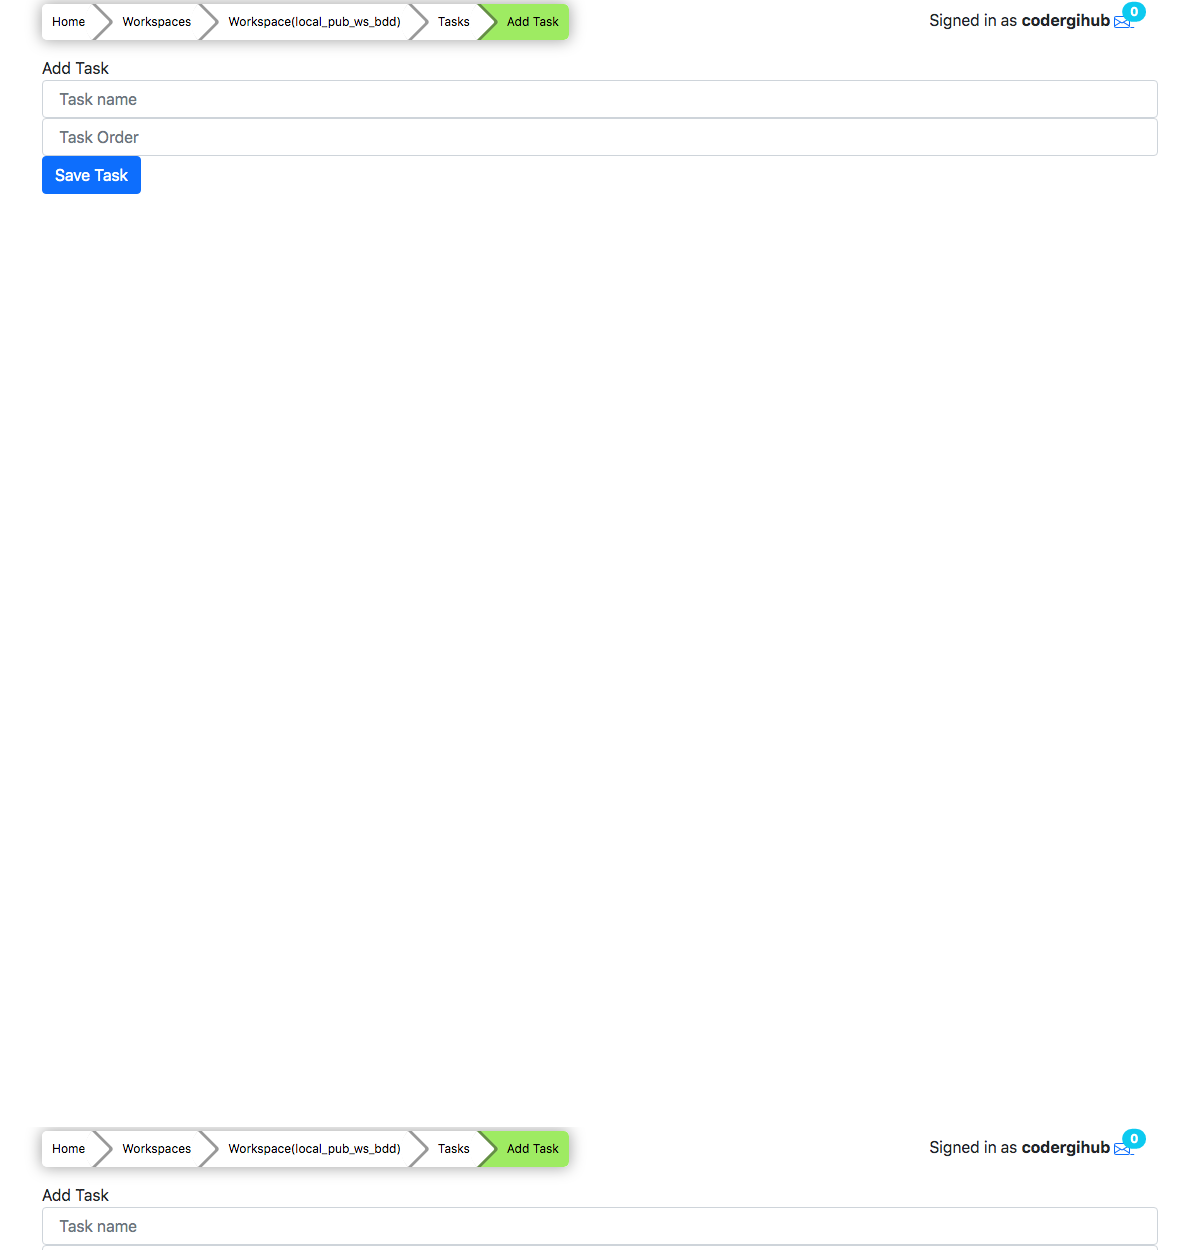 Home Workspaces Workspace(local_pub_ws_bdd) Tasks Add Task Signed in as codergihub 0
Add Task
Task name
Task Order
Save Task
Home Workspaces Workspace(local_pub_ws_bdd) Tasks Add Task Signed in as codergihub 0
Add Task
Task name